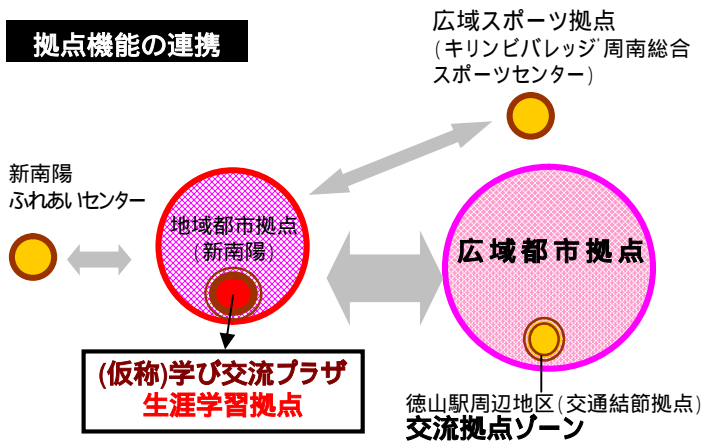 拠点機能の連携
広域スポーツ拠点
(キリンビバレッジ周南総合
スポーツセンター)
新南陽
ふれあいセンター
地域都市拠点
(新南陽)
広域都市拠点
(仮称)学び交流プラザ
生涯学習拠点
徳山駅周辺地区(交通結節拠点)
交流拠点ゾーン